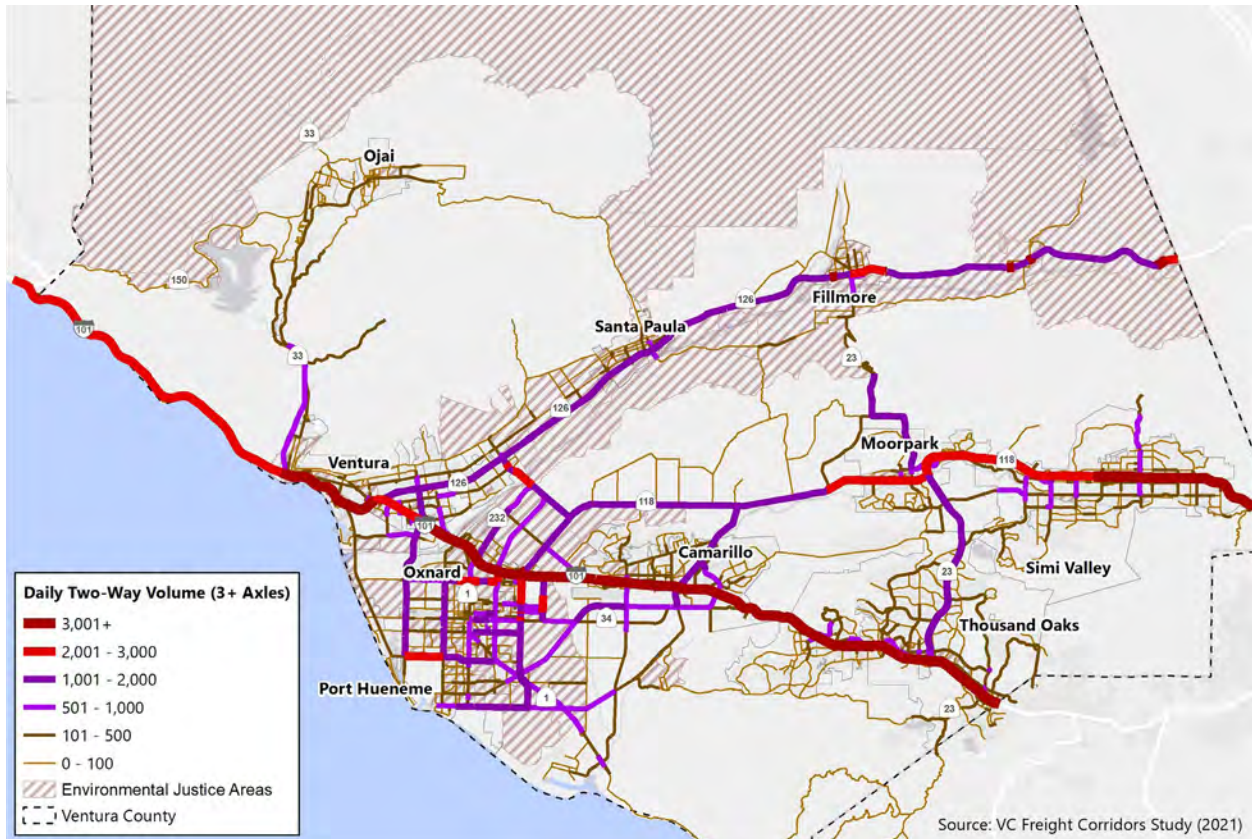 33
Ojai
150
101
33
126
Fillmore
Santa Paula
23
126
Moorpark
118
Ventura
126
118
232
101
Camarillo
Oxnard
101
1
34
23
Simi Valley
Thousand Oaks
Port Hueneme
1
23
Daily Two-Way Volume (3+ Axles)
3,001+
2,001 - 3,000
1,001 - 2,000
501 - 1,000
101 - 500
0 - 100
Environmental Justice Areas
Ventura County
Source: VC Freight Corridors Study (2021)